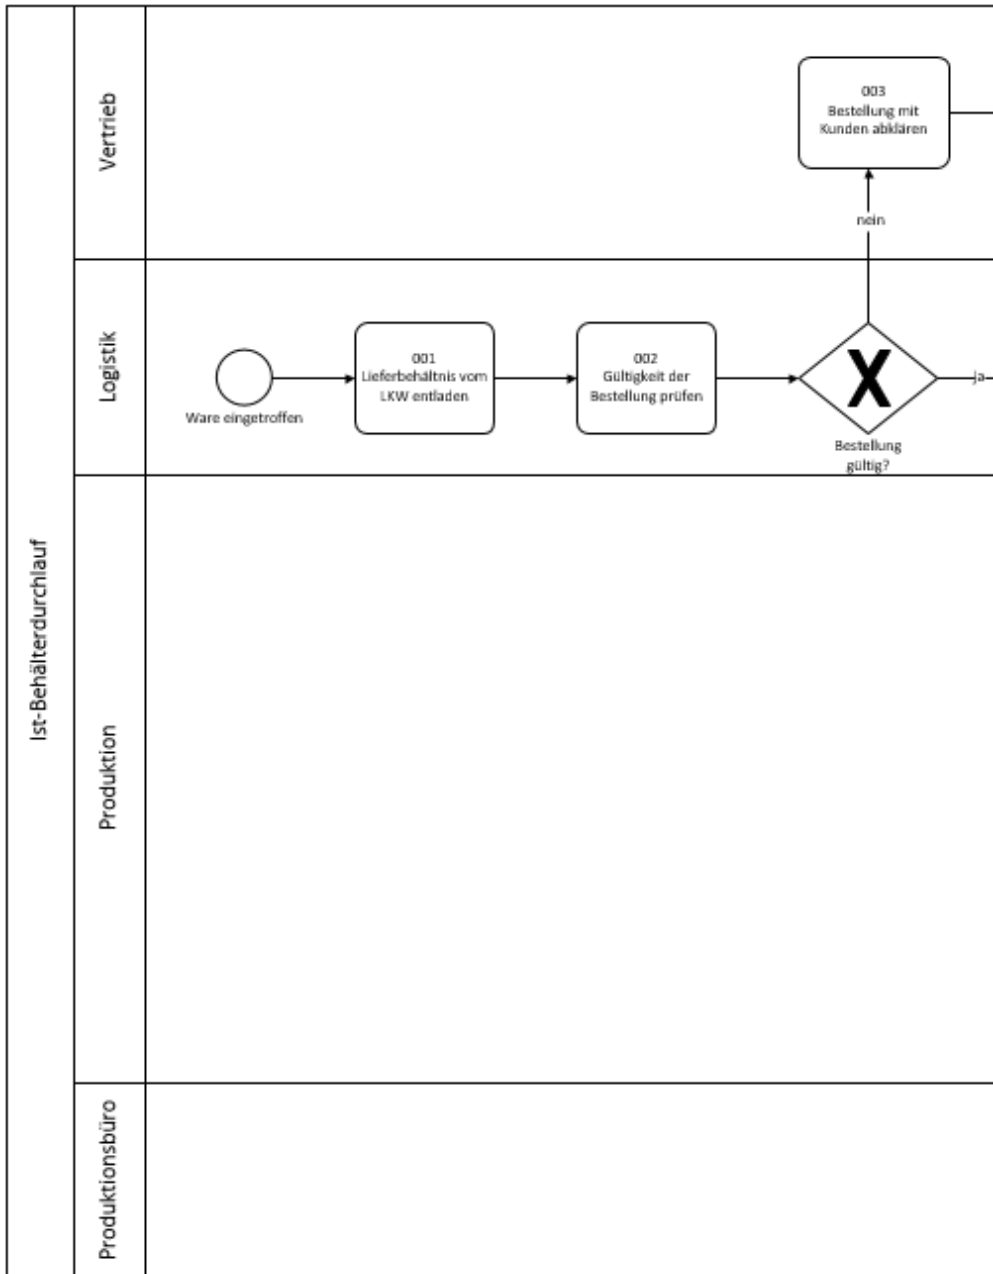 Ist-Behälterdurchlauf
Vertrieb
003
Bestellung mit
Kunden abklären
nein
Logistik
Ware eingetroffen
001
Lieferbehältnis vom
LKW entladen
002
Gültigkeit der
Bestellung prüfen
X
Bestellung
gültig?
ja
Produktion
Produktionsbüro